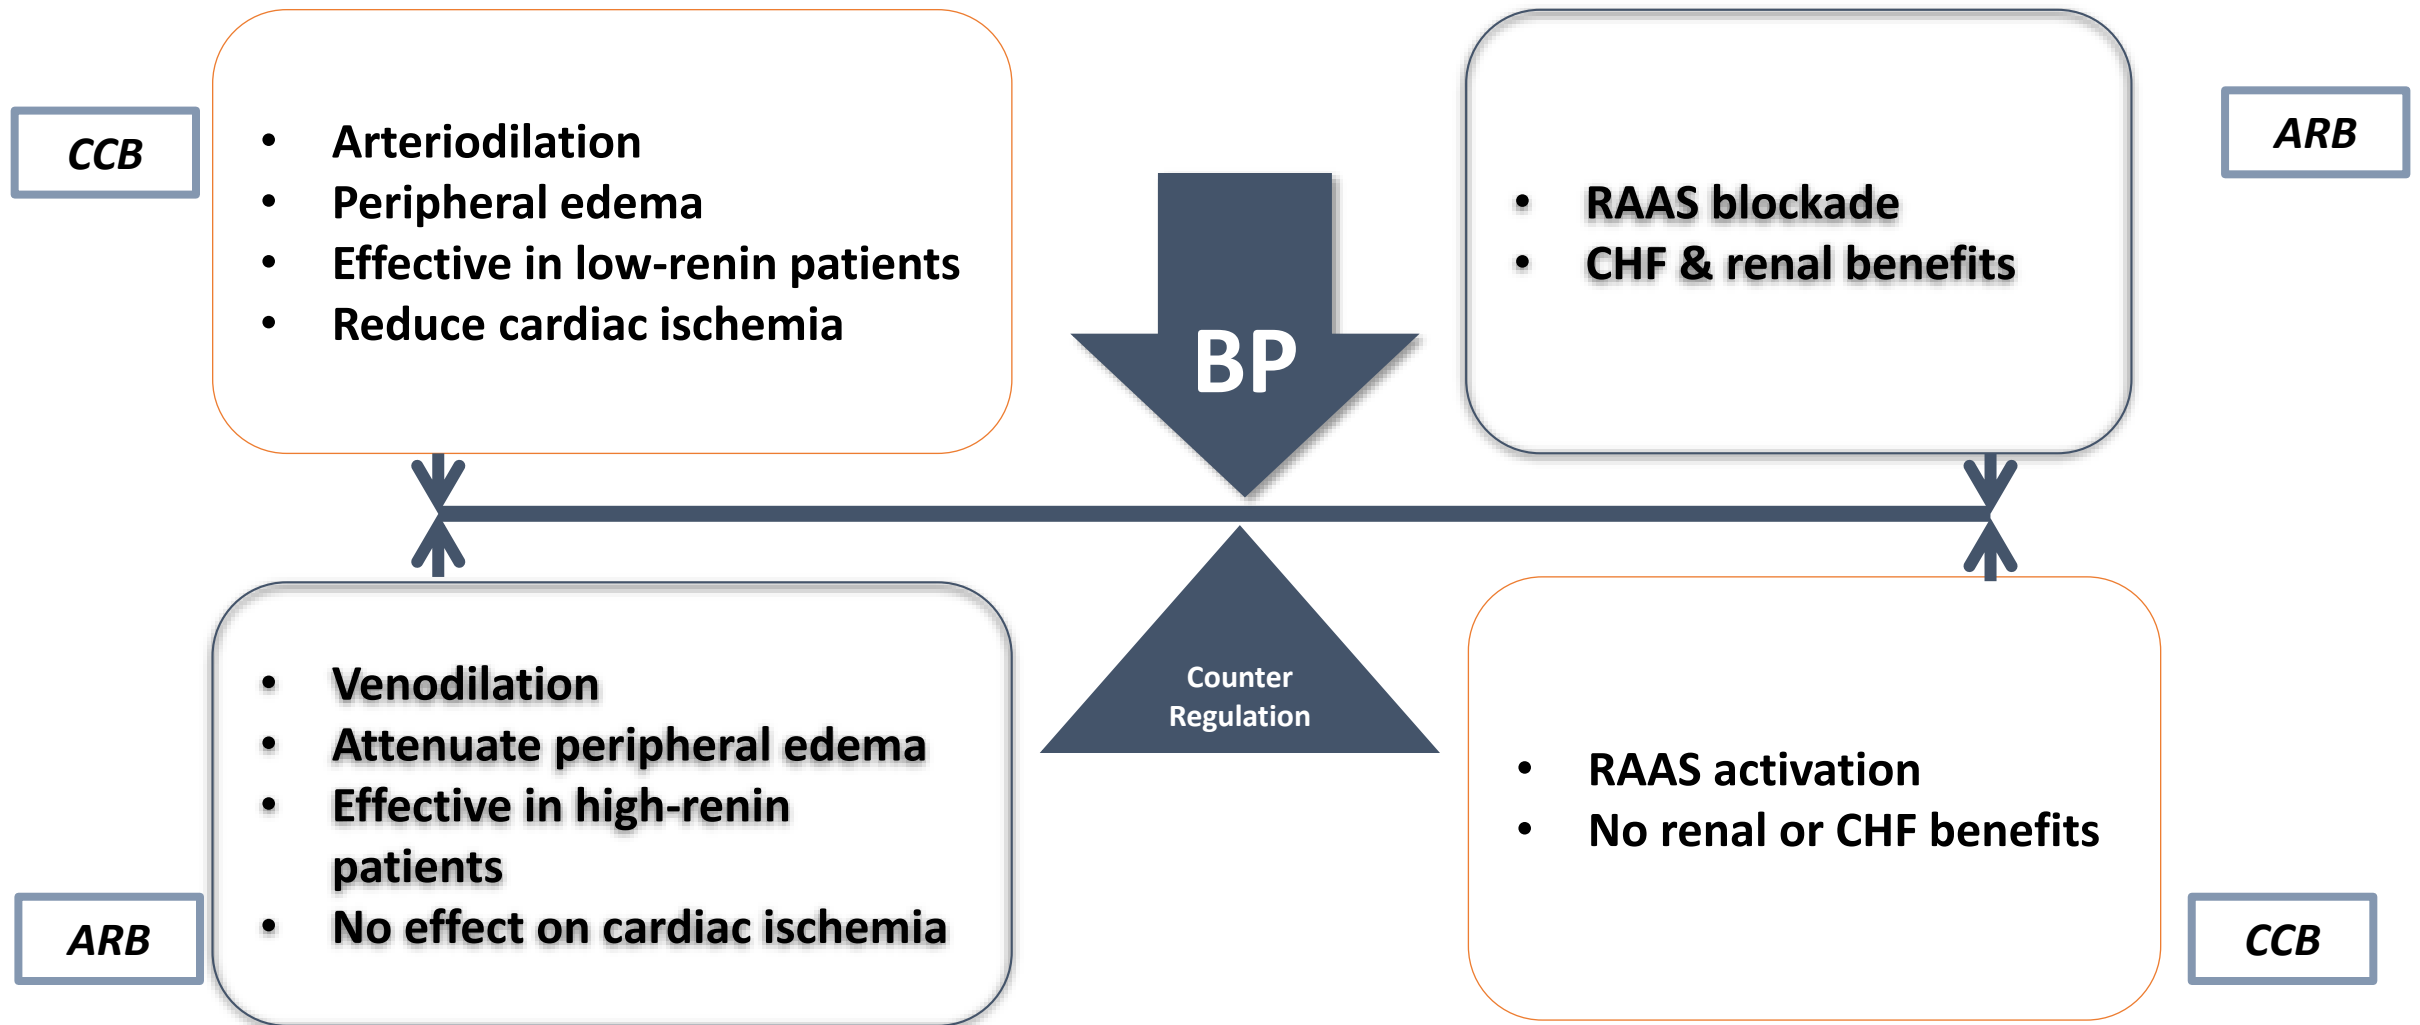 CCB
• Arteriodilation
• Peripheral edema
• Effective in low-renin patients
• Reduce cardiac ischemia
BP
• RAAS blockade
• CHF & renal benefits
ARB
ARB
• Venodilation
• Attenuate peripheral edema
• Effective in high-renin
patients
• No effect on cardiac ischemia
Counter
Regulation
• RAAS activation
• No renal or CHF benefits
CCB